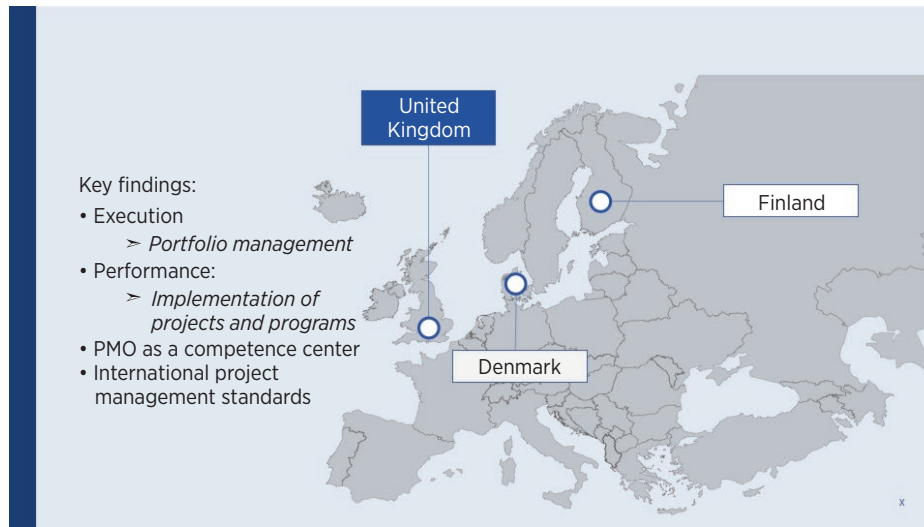 United
Kingdom
Key findings:
• Execution
➣ Portfolio management
• Performance:
➣ Implementation of
projects and programs
• PMO as a competence center
• International project
management standards
Finland
Denmark
x